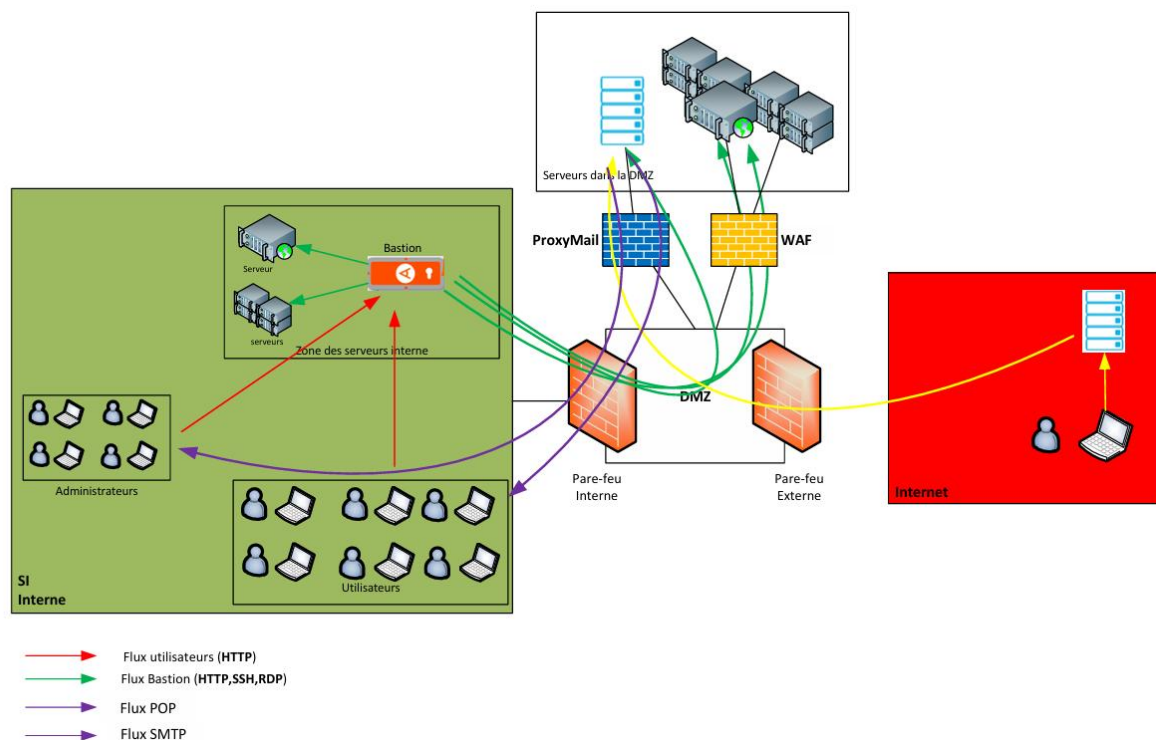 Serveurs dans la DMZ
ProxyMail
WAF
Bastion
Serveur
serveurs
Zone des serveurs interne
DMZ
Administrateurs
Pare-feu
Interne
Pare-feu
Externe
Internet
Utilisateurs
SI
Interne
Flux utilisateurs (HTTP)
Flux Bastion (HTTP,SSH,RDP)
Flux POP
Flux SMTP